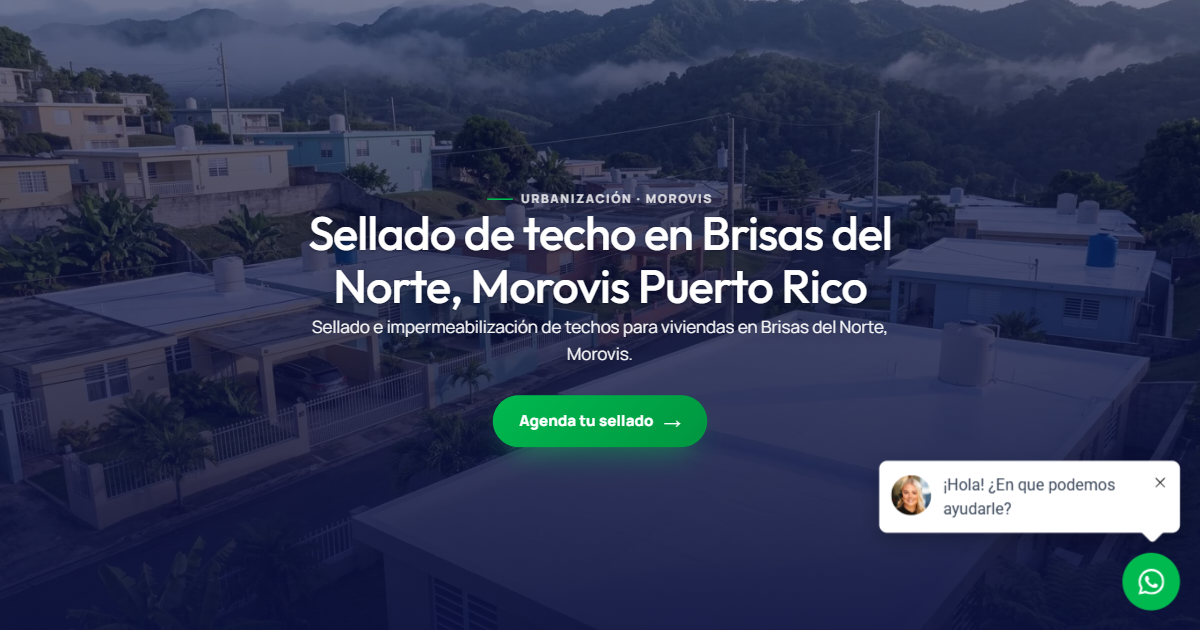 URBANIZACIÓN · MOROVIS
Sellado de techo en Brisas del
Norte, Morovis Puerto Rico
Sellado e impermeabilización de techos para viviendas en Brisas del Norte,
Morovis.
Agenda tu sellado →
¡Hola! ¿En que podemos
ayudarle?